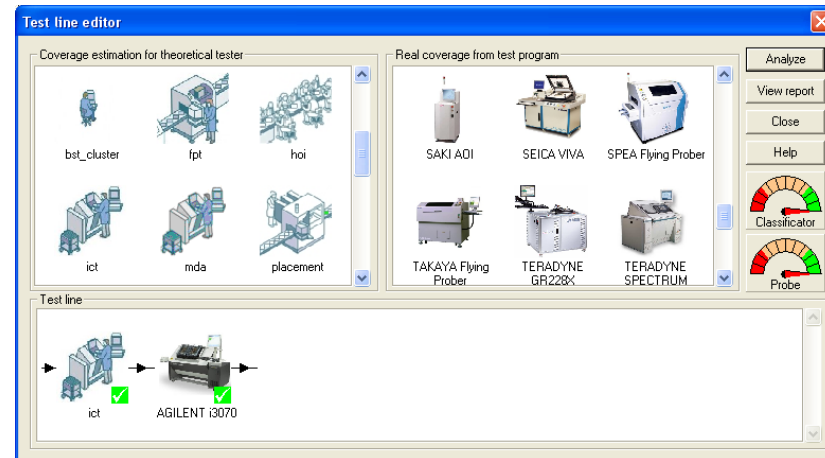 Test line editor
Coverage estimation for theoretical tester
bst_cluster
fpt
hoi
ict
mda
placement
Real coverage from test program
SAKI AOI
SEICA VIVA
SPEA Flying Prober
TAKAYA Flying
Prober
TERADYNE
GR228X
TERADYNE
SPECTRUM
Analyze
View report
Close
Help
Classificator
Probe
Test line
ict
AGILENT i3070